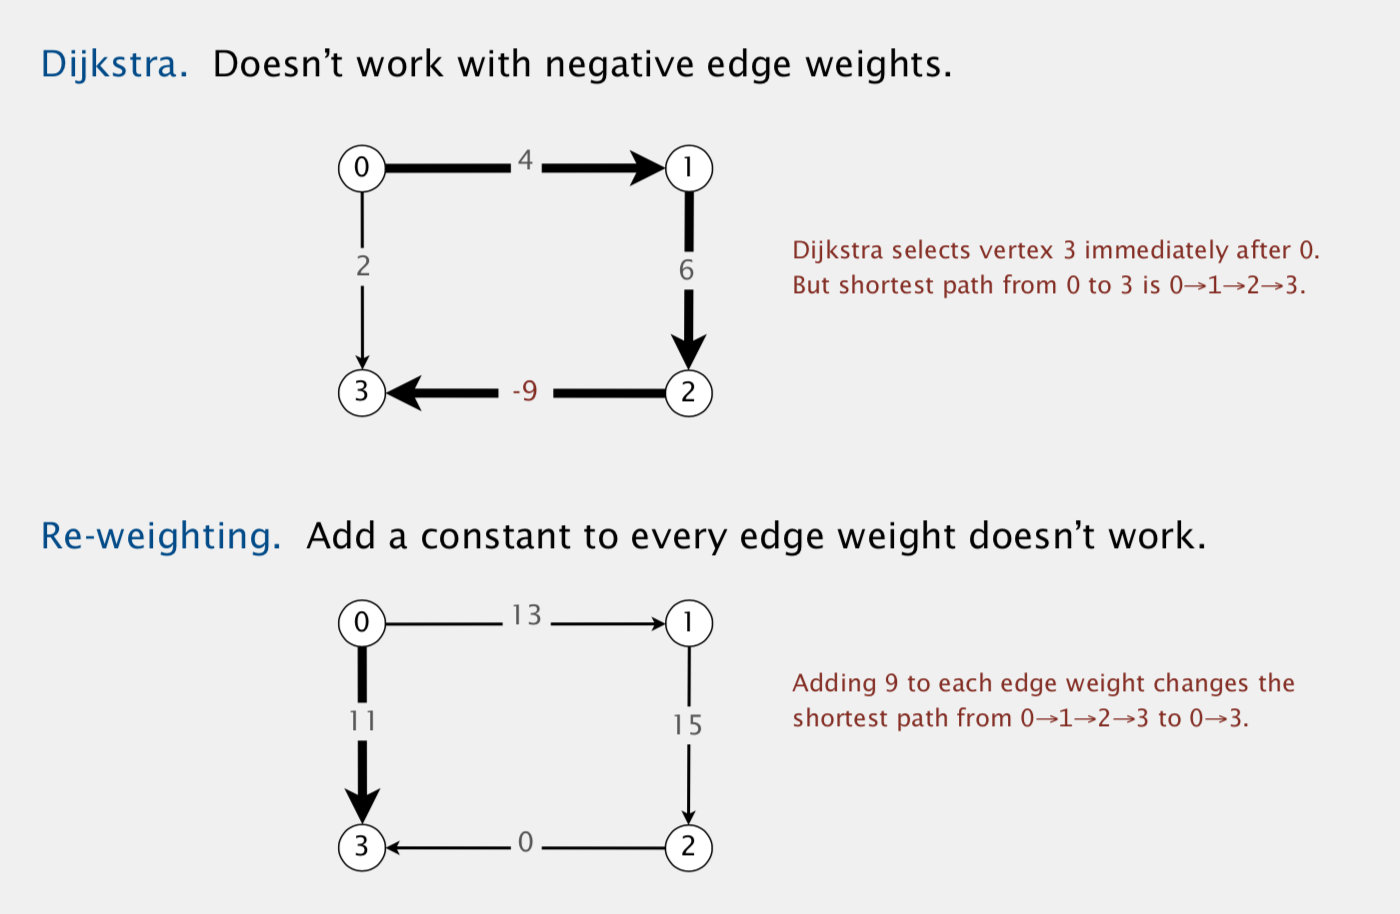 Dijkstra. Doesn’t work with negative edge weights.
0 4 1
2 6
Dijkstra selects vertex 3 immediately after 0.
But shortest path from 0 to 3 is 0→1→2→3.
3 -9 2
Re-weighting. Add a constant to every edge weight doesn’t work.
0 13 1
11 15
Adding 9 to each edge weight changes the
shortest path from 0→1→2→3 to 0→3.
3 0 2